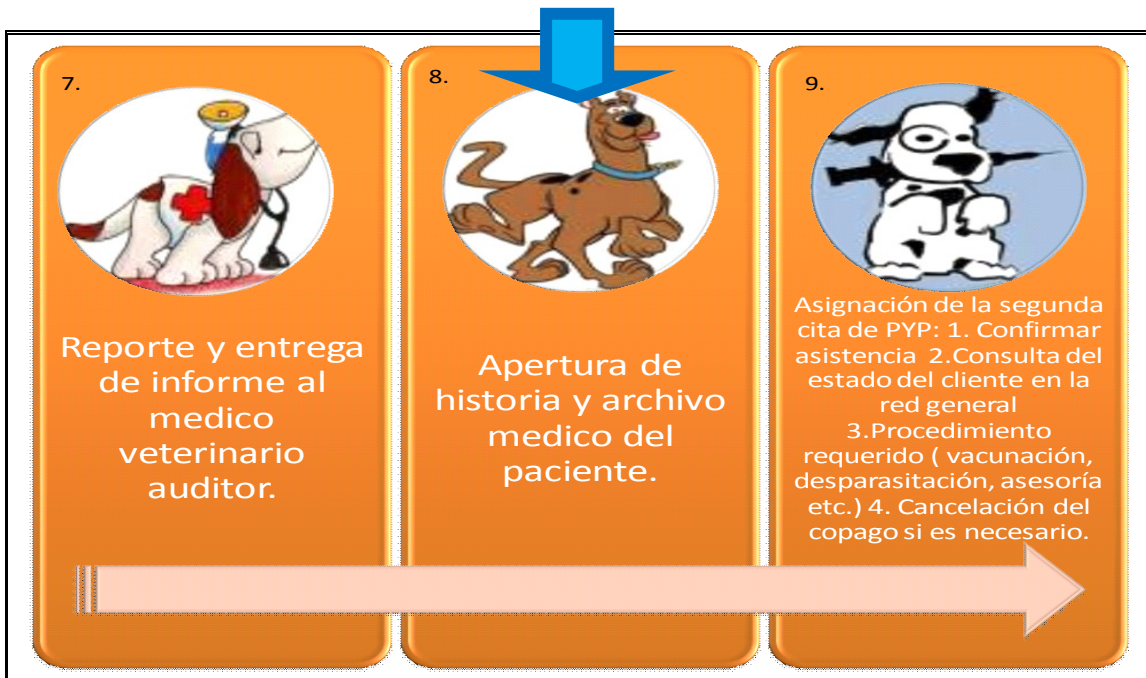 7.
Reporte y entrega
de informe al
medico
veterinario
auditor.
8.
Apertura de
historia y archivo
medico del
paciente.
9.
Asignación de la segunda
cita de PYP: 1. Confirmar
asistencia 2.Consulta del
estado del cliente en la
red general
3.Procedimiento
requerido ( vacunación,
desparasitación, asesoría
etc.) 4. Cancelación del
copago si es necesario.